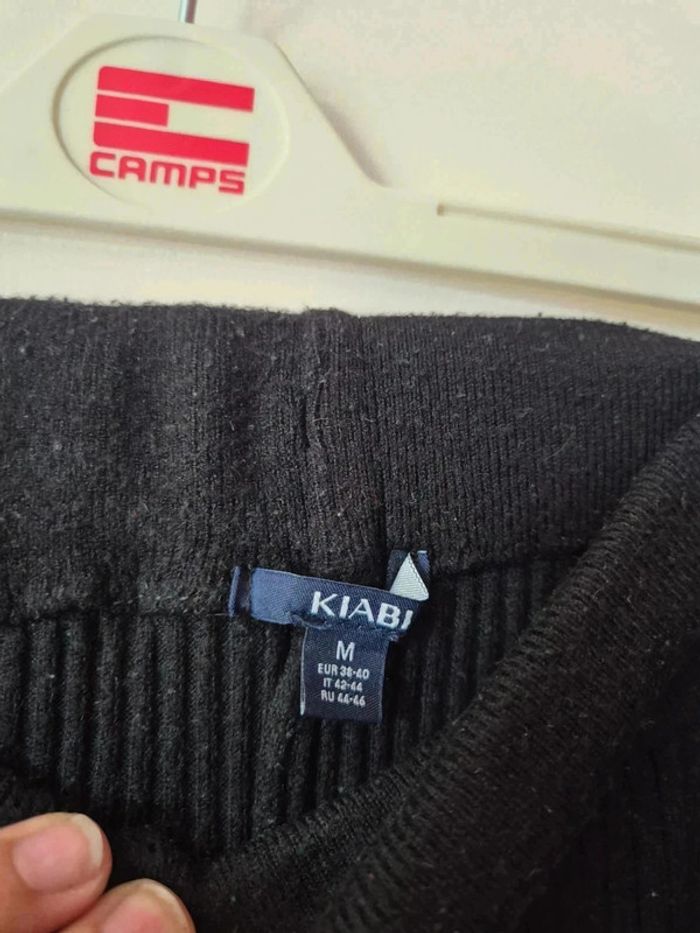 CAMPS
KIABI
M
EUR 38-40
IT 42-44
RU 44-46